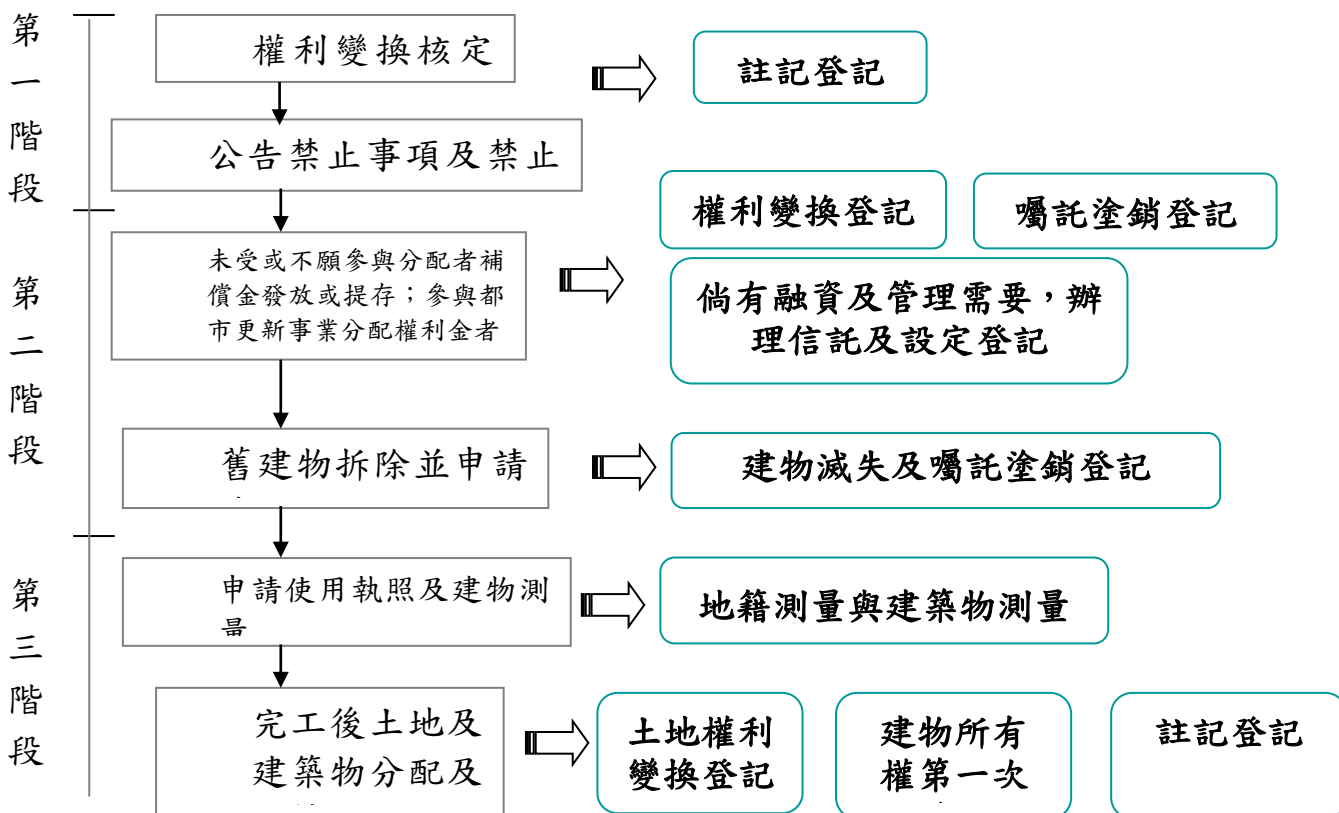 第一階段
權利變換核定
註記登記
公告禁止事項及禁止
權利變換登記
囑託塗銷登記
第二階段
未受或不願參與分配者補
償金發放或提存；參與都
市更新事業分配權利金者
倘有融資及管理需要，辦
理信託及設定登記
舊建物拆除並申請
建物滅失及囑託塗銷登記
第三階段
申請使用執照及建物測
量
地籍測量與建築物測量
完工後土地及
建築物分配及
土地權利
變換登記
建物所有
權第一次
註記登記